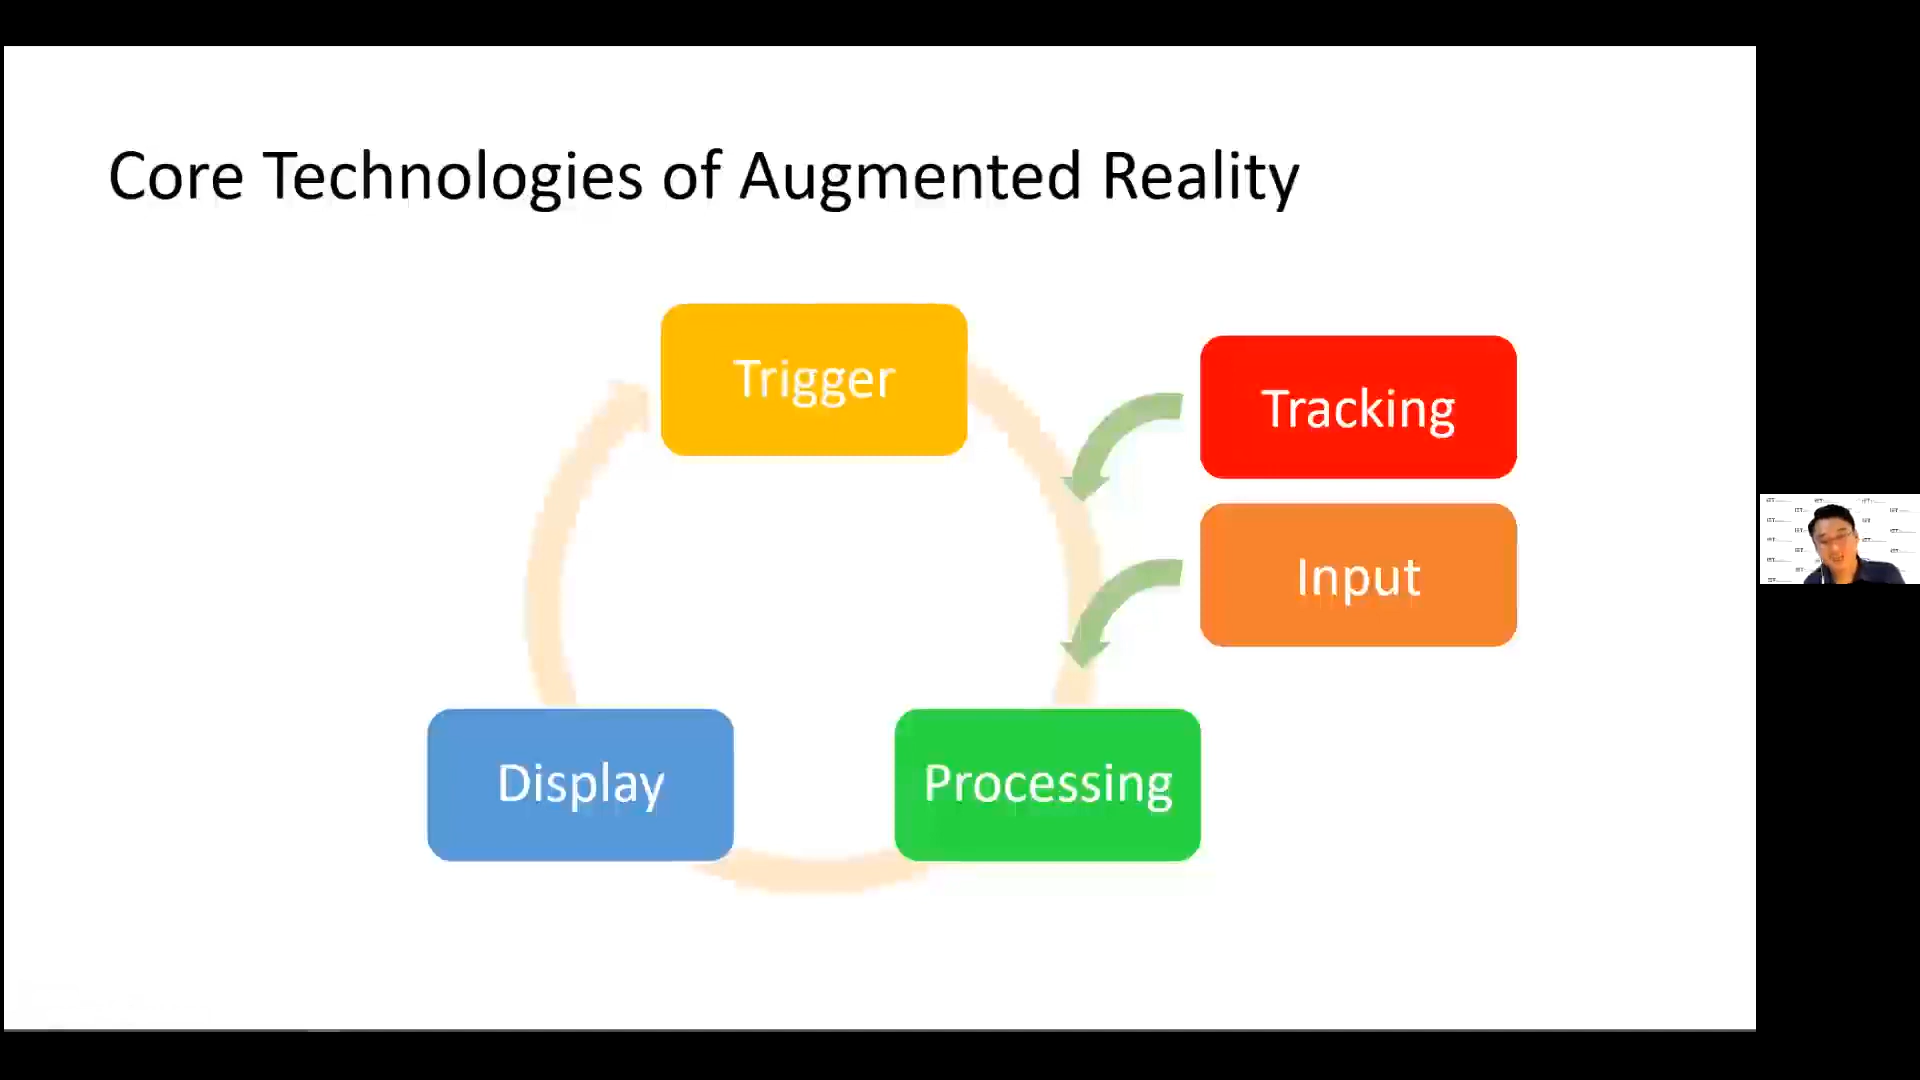 Core Technologies of Augmented Reality
Trigger
Tracking
Input
Display
Processing